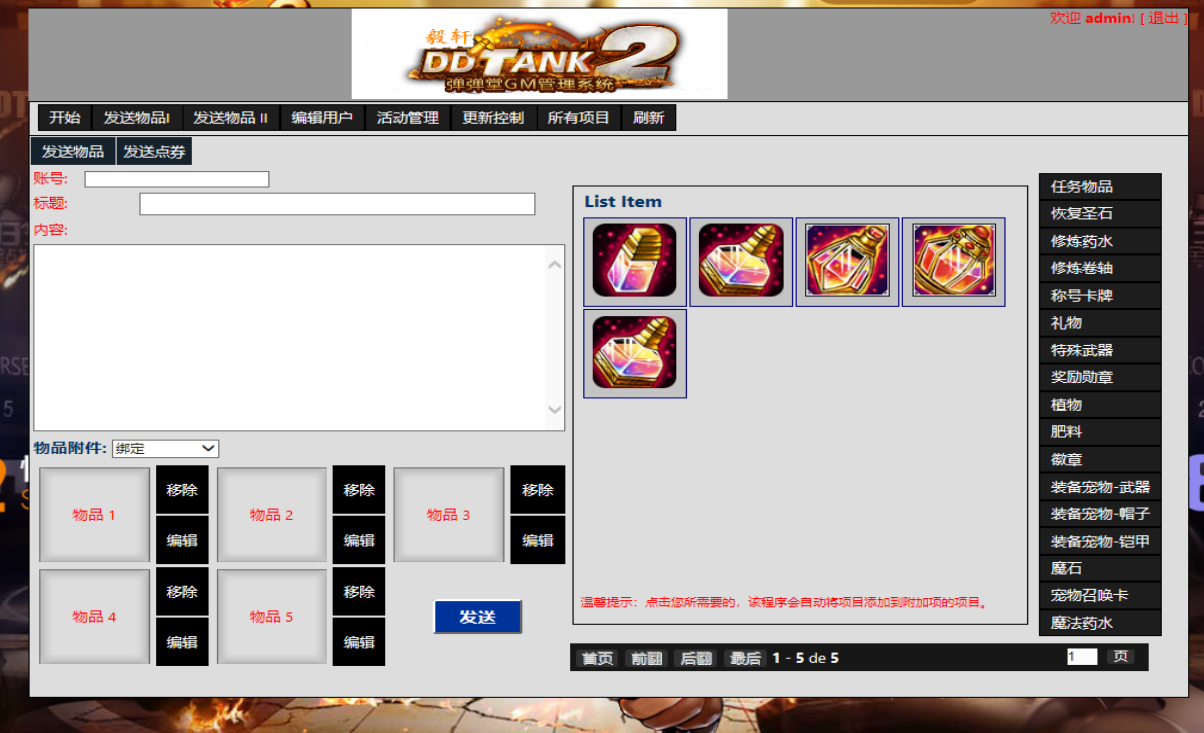 欢迎 admin! [ 退出 ]
毅轩
DDTANK 2
弹弹堂GM管理系统
开始 发送物品I 发送物品 II 编辑用户 活动管理 更新控制 所有项目 刷新
发送物品 发送点券
账号:
标题:
内容:
物品附件: 绑定
物品 1 移除 编辑
物品 2 移除 编辑
物品 3 移除 编辑
物品 4 移除 编辑
物品 5 移除 编辑
发送
List Item
温馨提示：点击您所需要的，该程序会自动将项目添加到附加项的项目。
首页 前翻 后翻 最后 1 - 5 de 5 1 页
任务物品
恢复圣石
修炼药水
修炼卷轴
称号卡牌
礼物
特殊武器
奖励勋章
植物
肥料
徽章
装备宠物-武器
装备宠物-帽子
装备宠物-铠甲
魔石
宠物召唤卡
魔法药水